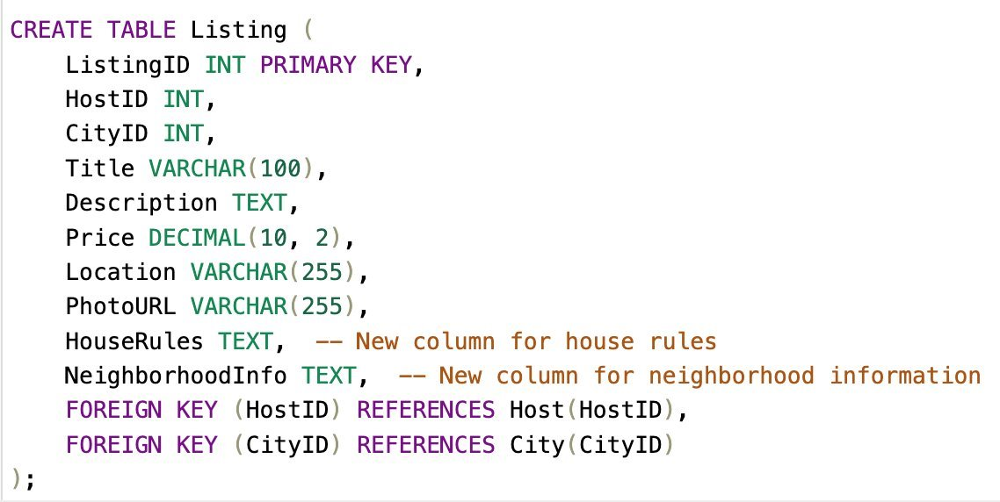 CREATE TABLE Listing (
    ListingID INT PRIMARY KEY,
    HostID INT,
    CityID INT,
    Title VARCHAR(100),
    Description TEXT,
    Price DECIMAL(10, 2),
    Location VARCHAR(255),
    PhotoURL VARCHAR(255),
    HouseRules TEXT,  -- New column for house rules
    NeighborhoodInfo TEXT,  -- New column for neighborhood information
    FOREIGN KEY (HostID) REFERENCES Host(HostID),
    FOREIGN KEY (CityID) REFERENCES City(CityID)
);